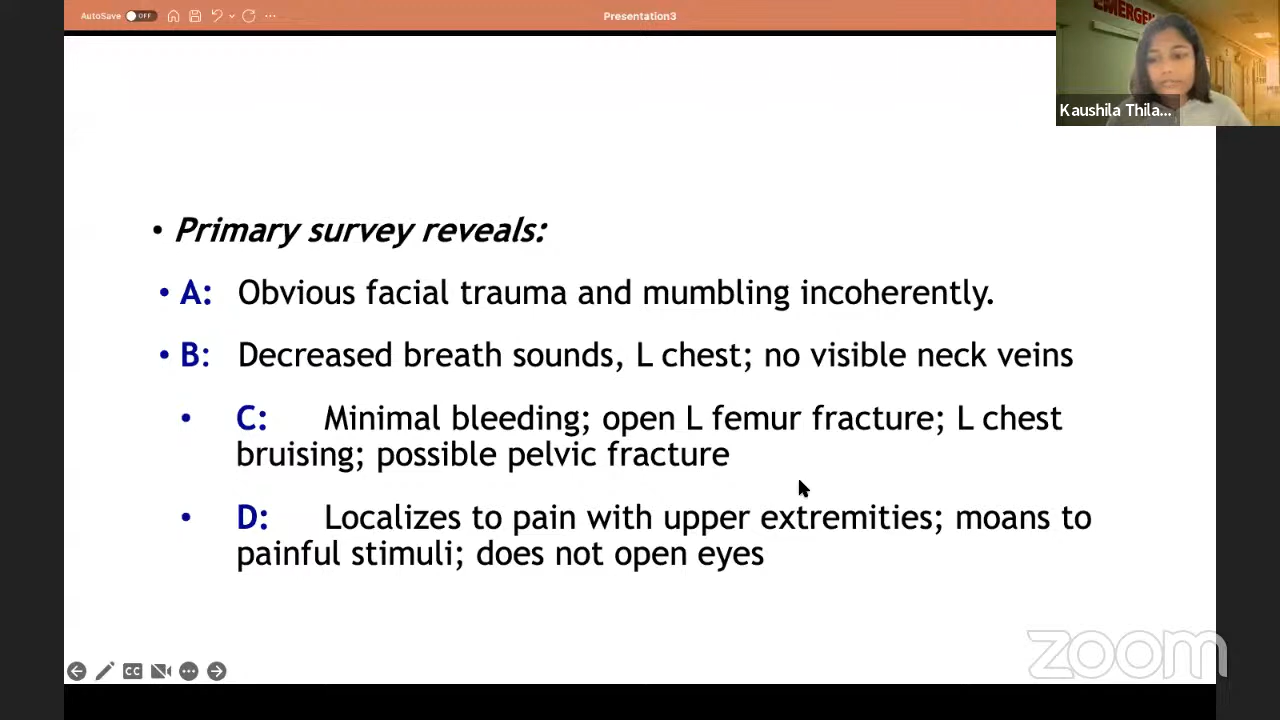 AutoSave OFF
Presentation3
EMERGEN
Kaushila Thila...
• Primary survey reveals:
• A: Obvious facial trauma and mumbling incoherently.
• B: Decreased breath sounds, L chest; no visible neck veins
• C: Minimal bleeding; open L femur fracture; L chest
bruising; possible pelvic fracture
• D: Localizes to pain with upper extremities; moans to
painful stimuli; does not open eyes
CC
zoom